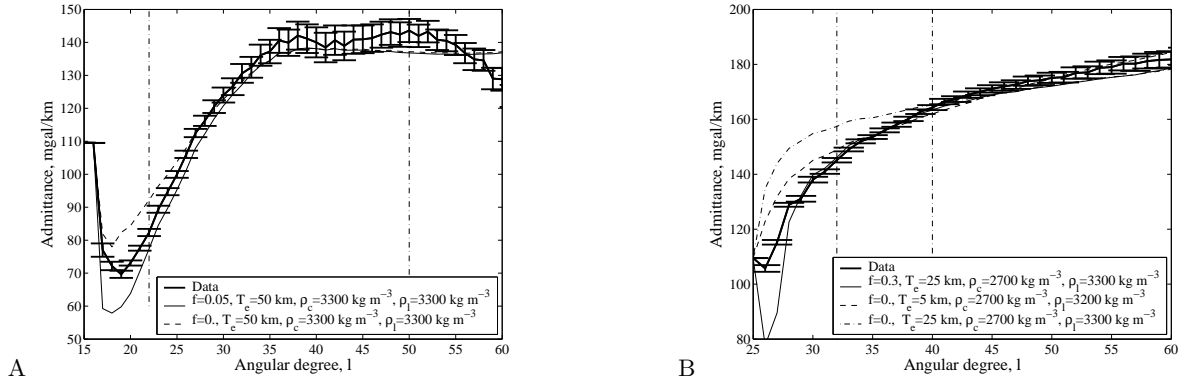 150
140
130
120
110
100
90
80
70
60
50
Admittance, mgal/km
Data
f=0.05, T_e=50 km, ρ_c=3300 kg m⁻³, ρ_l=3300 kg m⁻³
f=0., T_e=50 km, ρ_c=3300 kg m⁻³, ρ_l=3300 kg m⁻³
15 20 25 30 35 40 45 50 55 60
Angular degree, l
A
200
180
160
140
120
100
80
Admittance, mgal/km
Data
f=0.3, T_e=25 km, ρ_c=2700 kg m⁻³, ρ_l=3300 kg m⁻³
f=0., T_e=5 km, ρ_c=2700 kg m⁻³, ρ_l=3200 kg m⁻³
f=0., T_e=25 km, ρ_c=2700 kg m⁻³, ρ_l=3300 kg m⁻³
25 30 35 40 45 50 55 60
Angular degree, l
B